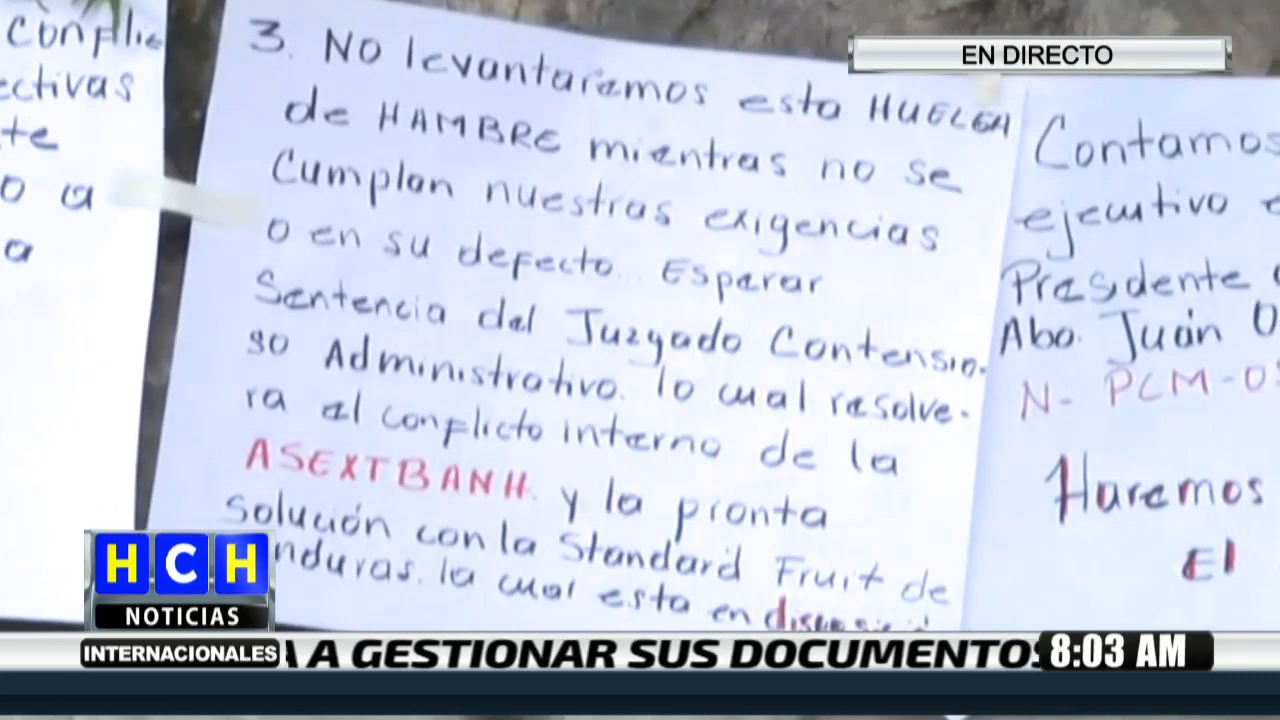 Conflic
ectivas
te
o a
a
3. No levantaremos esta HUELGA
de HAMBRE mientras no se
Cumplan nuestras exigencias
o en su defecto... Esperar
Sentencia del Juzgado Contensio-
so Administrativo. lo cual resolve-
ra el conflicto interno de la
ASEXTBANH. y la pronta
solución con la Standard Fruit de
nduras. la cual esta en
Contamos
ejecutivo
Presidente
Abo. Juán O
N- PCM-0
Haremos
El
EN DIRECTO
HCH
NOTICIAS
INTERNACIONALES
A GESTIONAR SUS DOCUMENTOS
8:03 AM